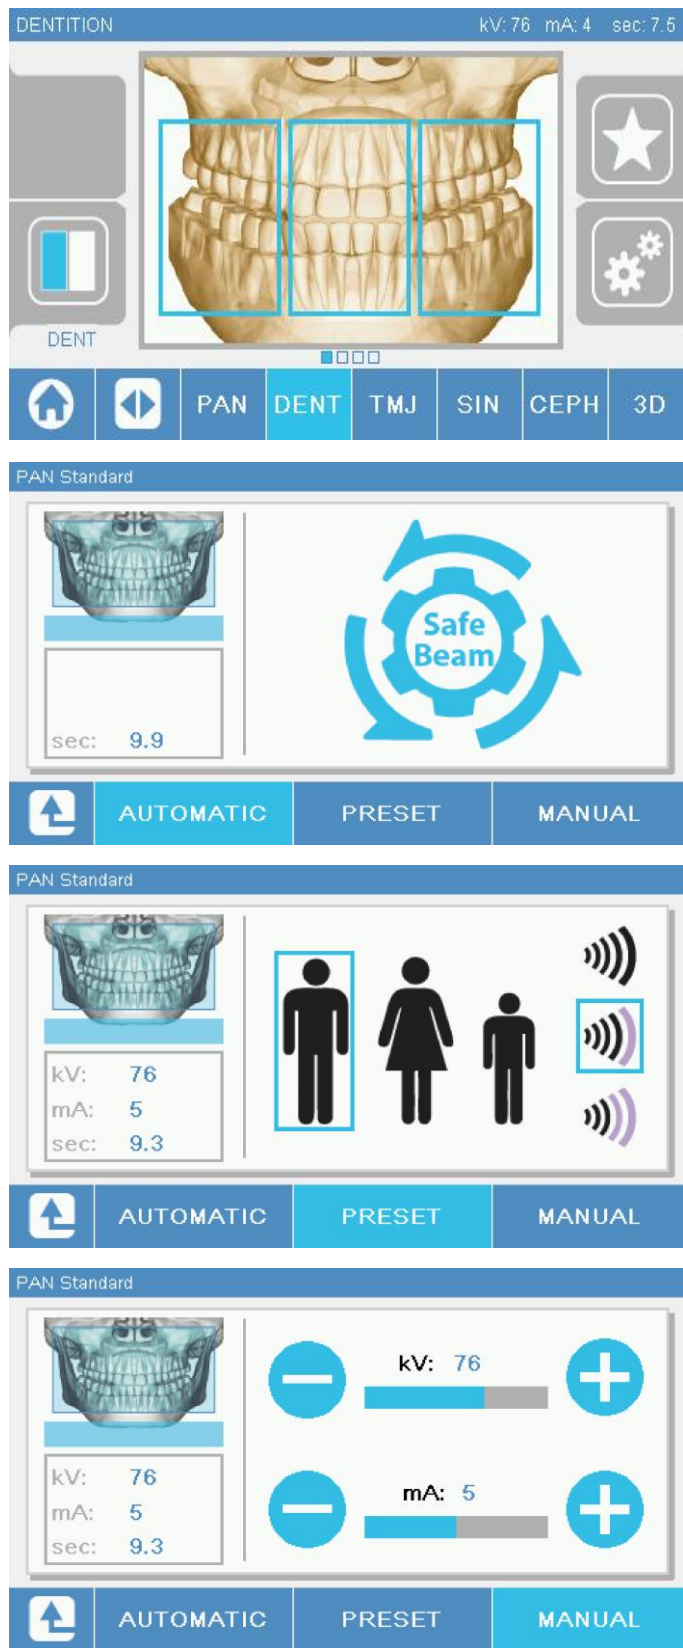 DENTITION kV: 76 mA: 4 sec: 7.5
DENT
PAN DENT TMJ SIN CEPH 3D
PAN Standard
Safe
Beam
sec: 9.9
AUTOMATIC PRESET MANUAL
PAN Standard
kV: 76
mA: 5
sec: 9.3
AUTOMATIC PRESET MANUAL
PAN Standard
kV: 76
mA: 5
kV: 76
mA: 5
sec: 9.3
AUTOMATIC PRESET MANUAL